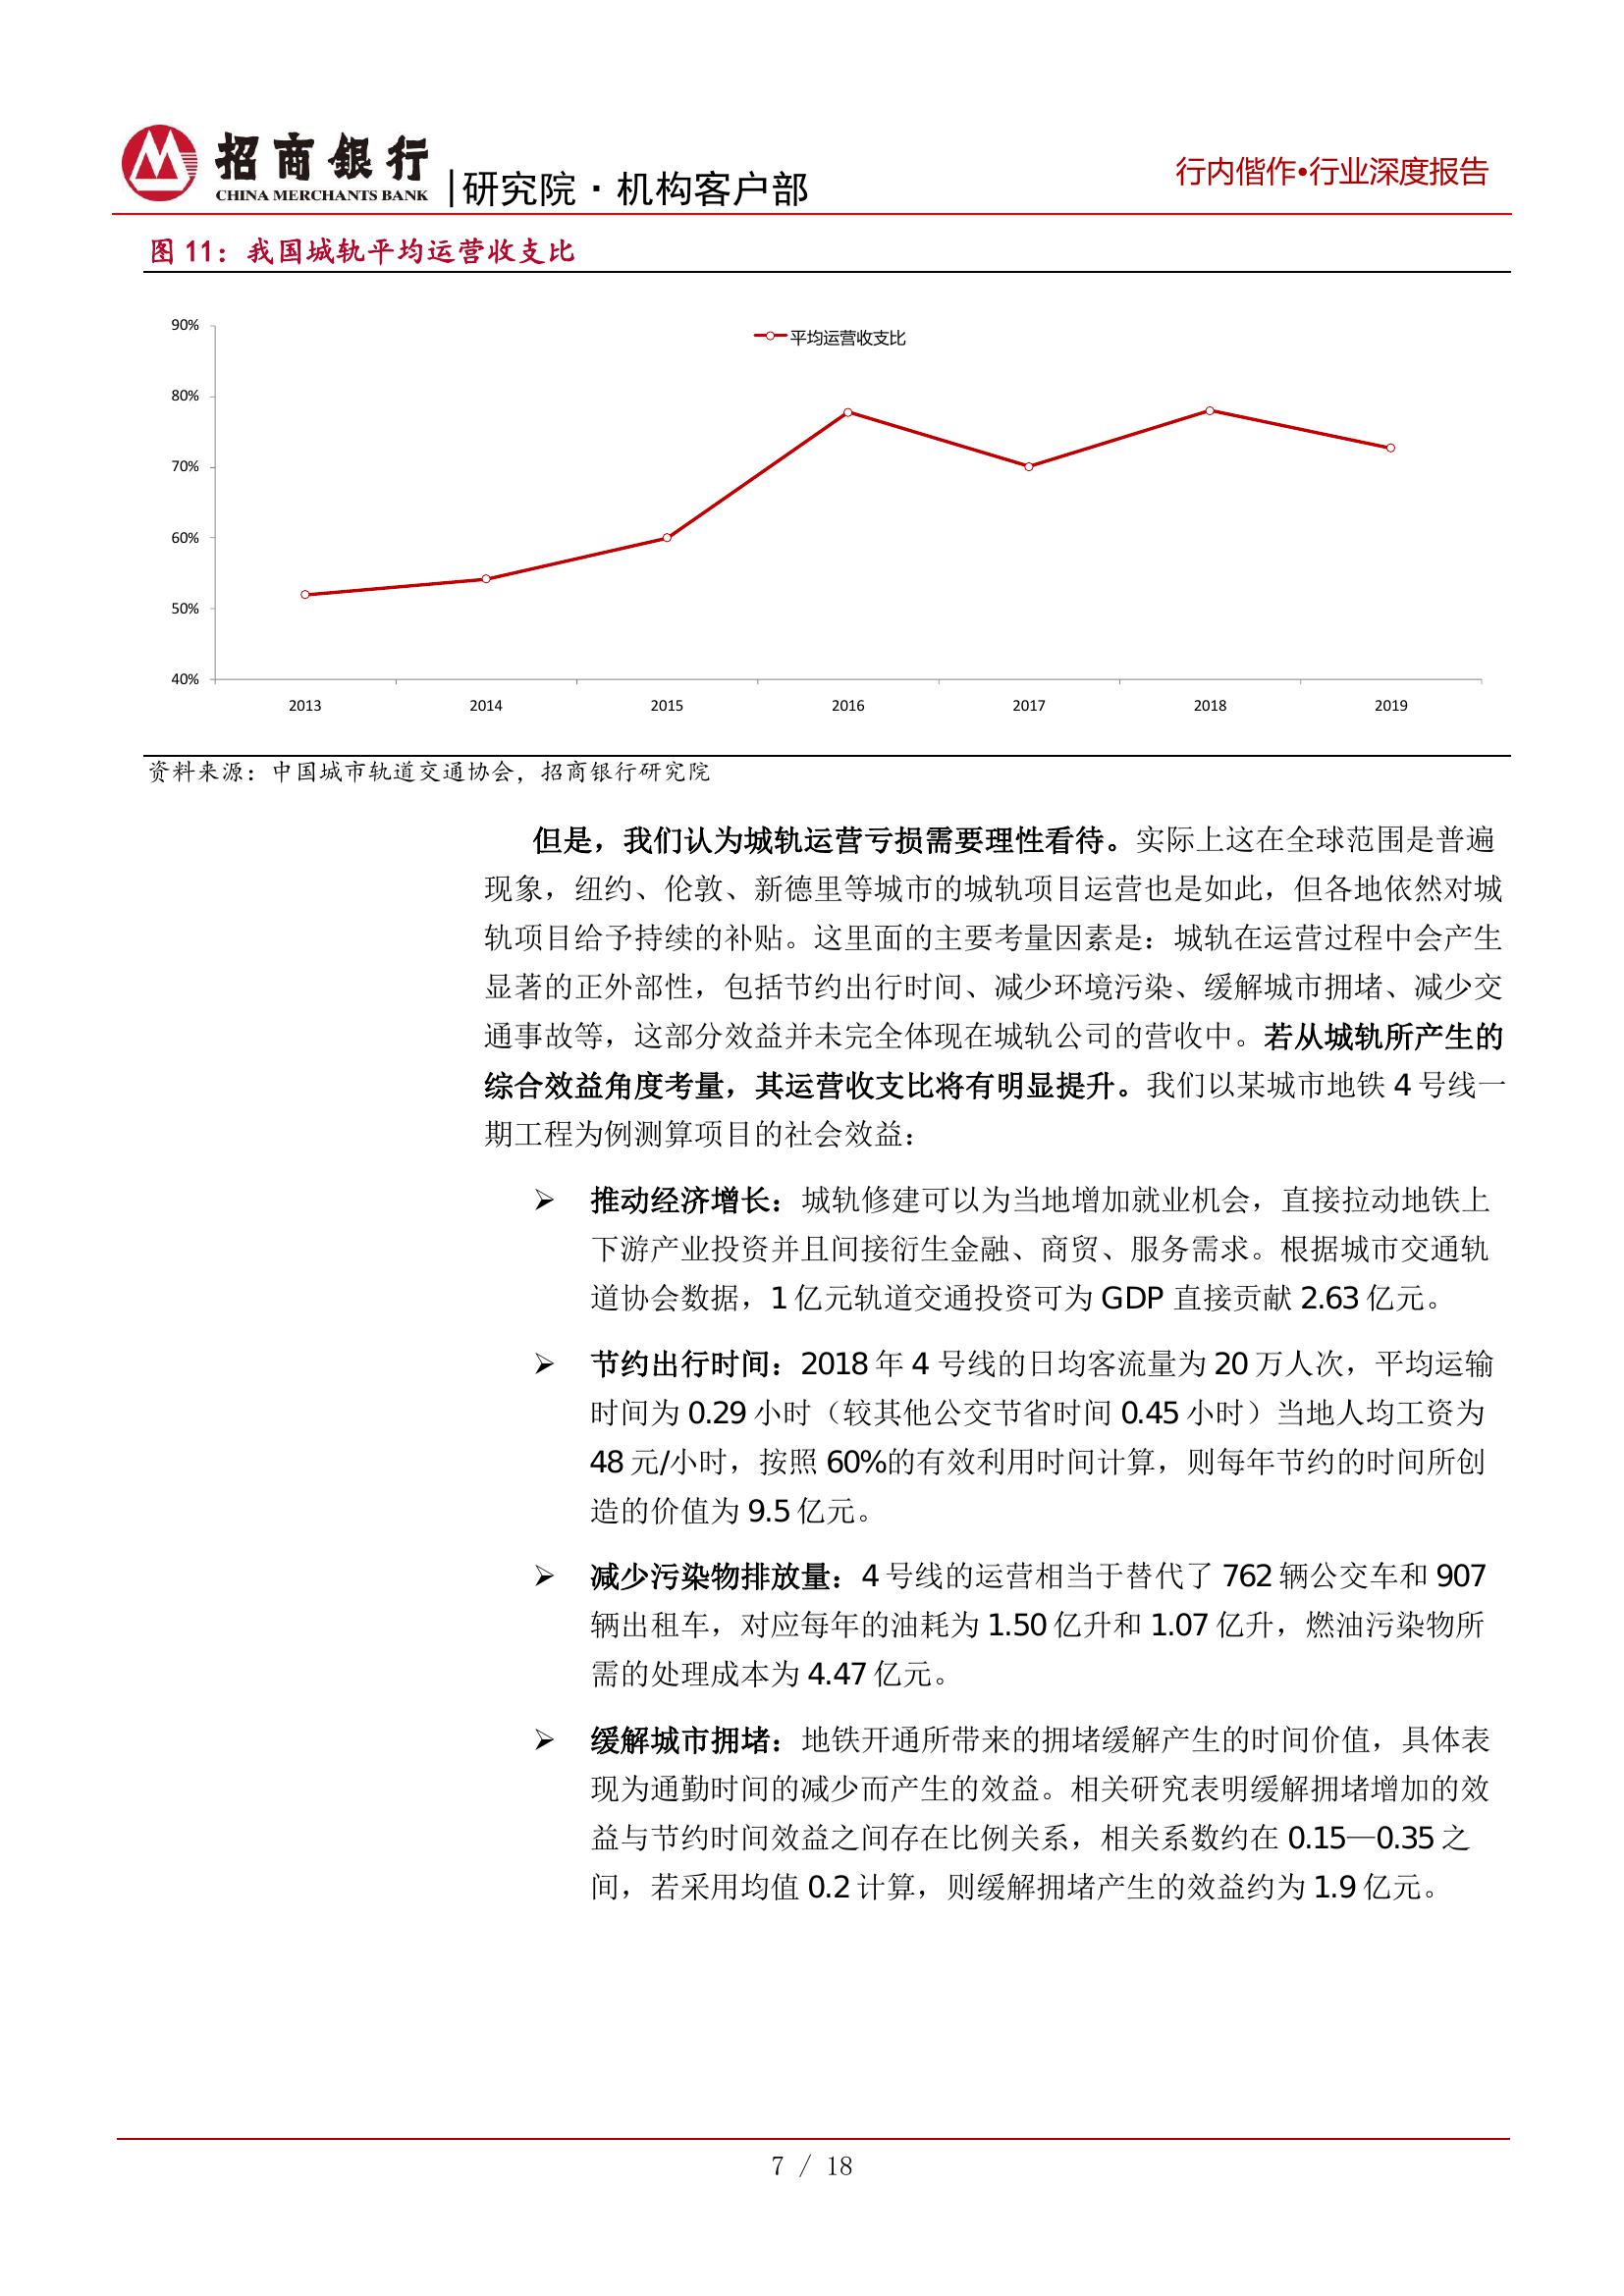 招商银行
CHINA MERCHANTS BANK
|研究院·机构客户部
行内偕作•行业深度报告
图 11：我国城轨平均运营收支比
平均运营收支比
90%
80%
70%
60%
50%
40%
2013 2014 2015 2016 2017 2018 2019
资料来源：中国城市轨道交通协会，招商银行研究院
但是，我们认为城轨运营亏损需要理性看待。实际上这在全球范围是普遍
现象，纽约、伦敦、新德里等城市的城轨项目运营也是如此，但各地依然对城
轨项目给予持续的补贴。这里面的主要考量因素是：城轨在运营过程中会产生
显著的正外部性，包括节约出行时间、减少环境污染、缓解城市拥堵、减少交
通事故等，这部分效益并未完全体现在城轨公司的营收中。若从城轨所产生的
综合效益角度考量，其运营收支比将有明显提升。我们以某城市地铁 4 号线一
期工程为例测算项目的社会效益：
➢ 推动经济增长：城轨修建可以为当地增加就业机会，直接拉动地铁上
下游产业投资并且间接衍生金融、商贸、服务需求。根据城市交通轨
道协会数据，1 亿元轨道交通投资可为 GDP 直接贡献 2.63 亿元。
➢ 节约出行时间：2018 年 4 号线的日均客流量为 20 万人次，平均运输
时间为 0.29 小时（较其他公交节省时间 0.45 小时）当地人均工资为
48 元/小时，按照 60%的有效利用时间计算，则每年节约的时间所创
造的价值为 9.5 亿元。
➢ 减少污染物排放量：4 号线的运营相当于替代了 762 辆公交车和 907
辆出租车，对应每年的油耗为 1.50 亿升和 1.07 亿升，燃油污染物所
需的处理成本为 4.47 亿元。
➢ 缓解城市拥堵：地铁开通所带来的拥堵缓解产生的时间价值，具体表
现为通勤时间的减少而产生的效益。相关研究表明缓解拥堵增加的效
益与节约时间效益之间存在比例关系，相关系数约在 0.15—0.35 之
间，若采用均值 0.2 计算，则缓解拥堵产生的效益约为 1.9 亿元。
7 / 18